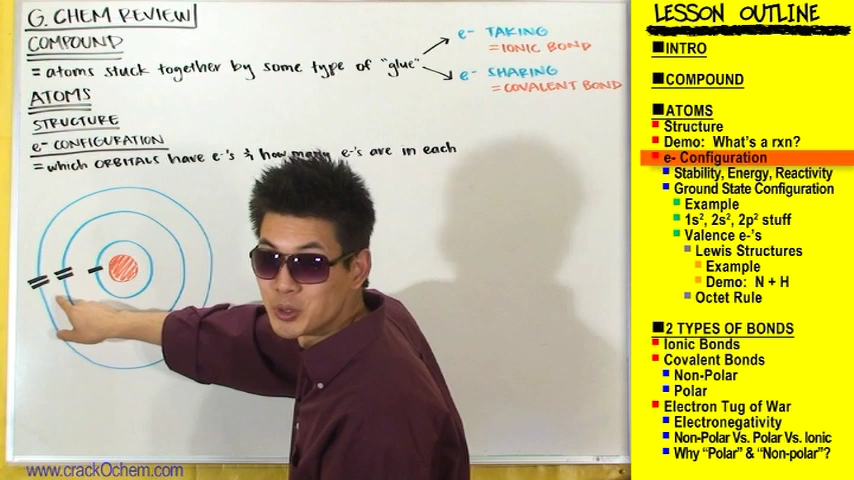 G. CHEM REVIEW
COMPOUND
= atoms stuck together by some type of "glue"
e- TAKING
= IONIC BOND
e- SHARING
= COVALENT BOND
ATOMS
STRUCTURE
e- CONFIGURATION
= which ORBITALS have e-'s & how many e-'s are in each
www.crackOchem.com
LESSON OUTLINE
INTRO
COMPOUND
ATOMS
Structure
Demo: What's a rxn?
e- Configuration
Stability, Energy, Reactivity
Ground State Configuration
Example
1s², 2s², 2p² stuff
Valence e-'s
Lewis Structures
Example
Demo: N + H
Octet Rule
2 TYPES OF BONDS
Ionic Bonds
Covalent Bonds
Non-Polar
Polar
Electron Tug of War
Electronegativity
Non-Polar Vs. Polar Vs. Ionic
Why "Polar" & "Non-polar"?